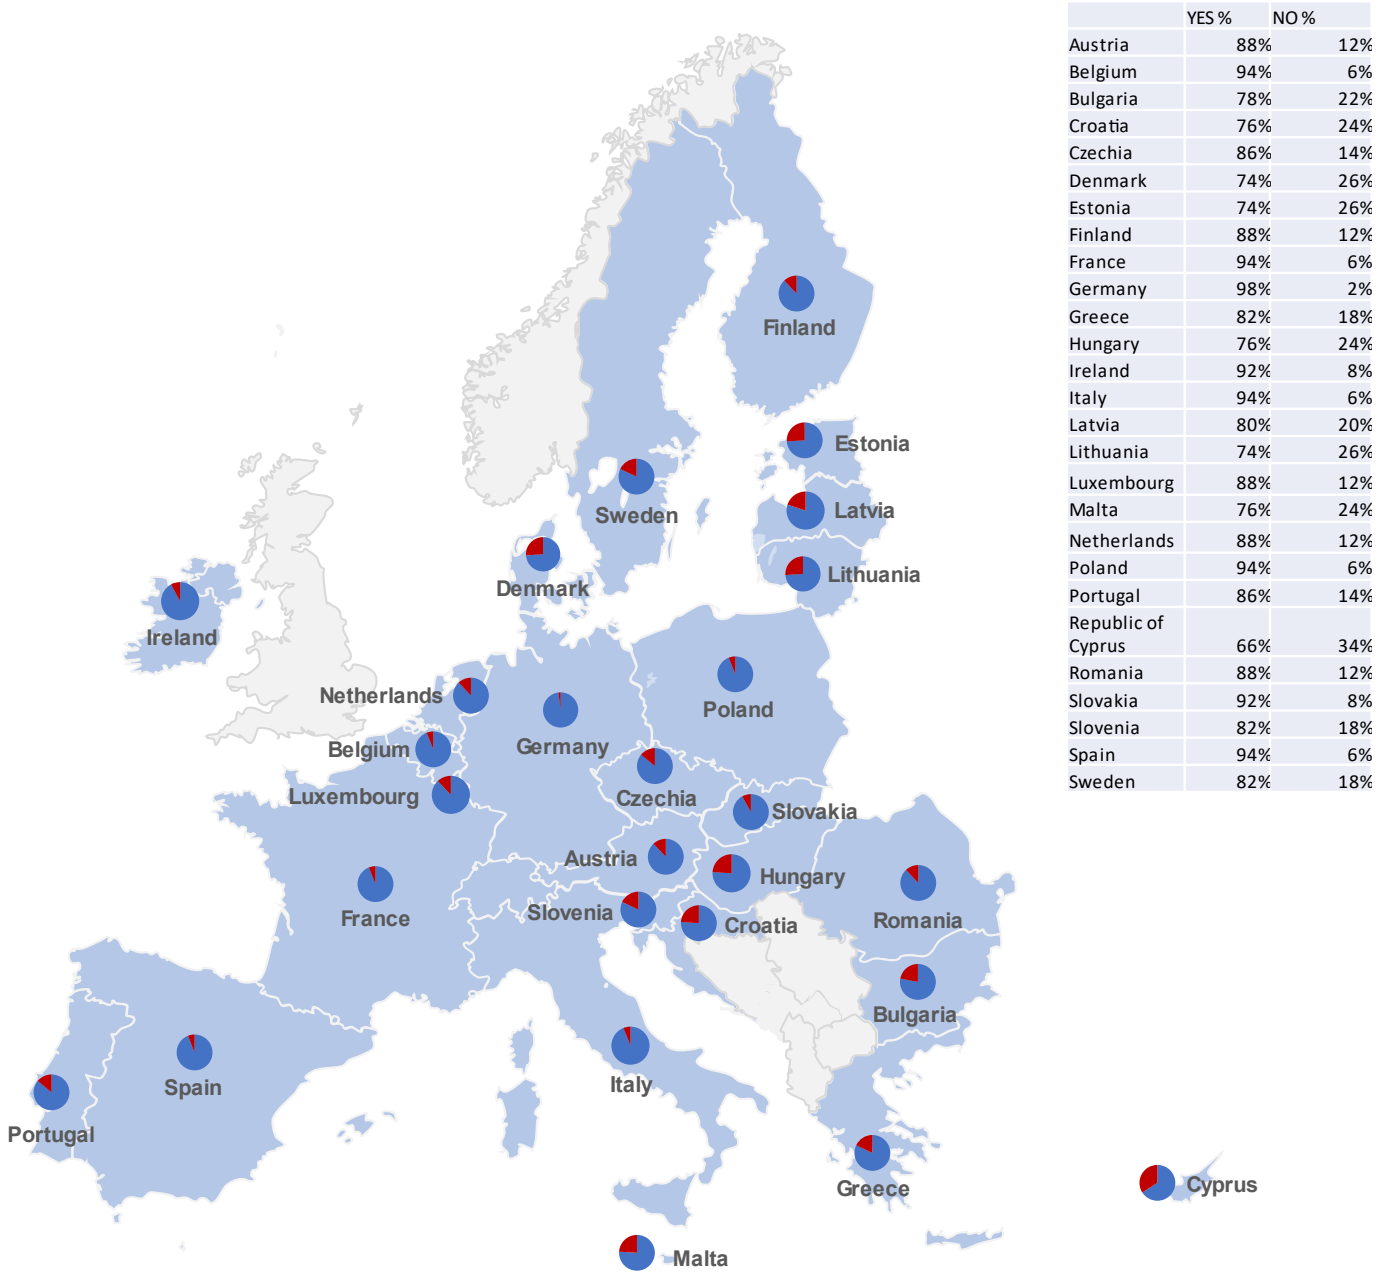 YES % NO %
Austria 88% 12%
Belgium 94% 6%
Bulgaria 78% 22%
Croatia 76% 24%
Czechia 86% 14%
Denmark 74% 26%
Estonia 74% 26%
Finland 88% 12%
France 94% 6%
Germany 98% 2%
Greece 82% 18%
Hungary 76% 24%
Ireland 92% 8%
Italy 94% 6%
Latvia 80% 20%
Lithuania 74% 26%
Luxembourg 88% 12%
Malta 76% 24%
Netherlands 88% 12%
Poland 94% 6%
Portugal 86% 14%
Republic of
Cyprus 66% 34%
Romania 88% 12%
Slovakia 92% 8%
Slovenia 82% 18%
Spain 94% 6%
Sweden 82% 18%
Finland
Estonia
Sweden
Latvia
Denmark
Lithuania
Ireland
Netherlands
Poland
Germany
Belgium
Luxembourg
Czechia
Slovakia
Austria
Hungary
France
Slovenia
Croatia
Romania
Bulgaria
Spain
Italy
Portugal
Greece
Cyprus
Malta